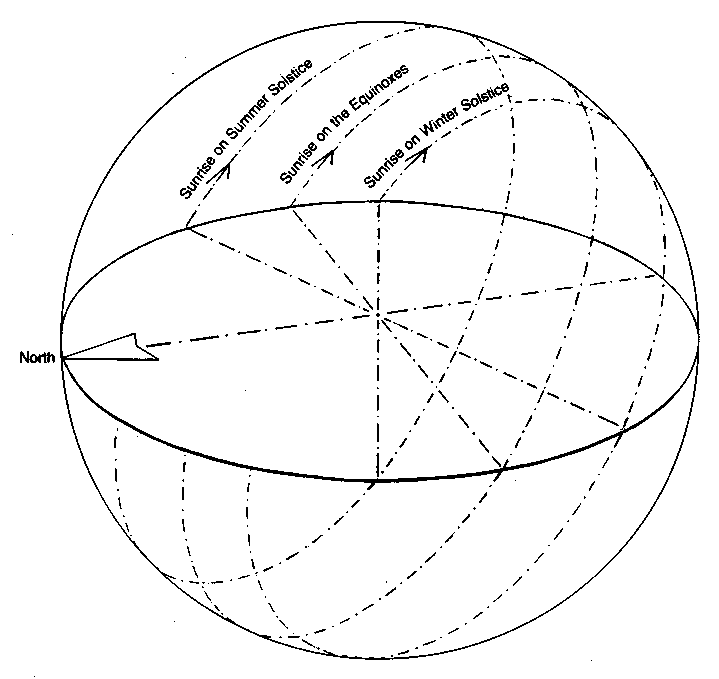 Sunrise on Summer Solstice
Sunrise on the Equinoxes
Sunrise on Winter Solstice
North